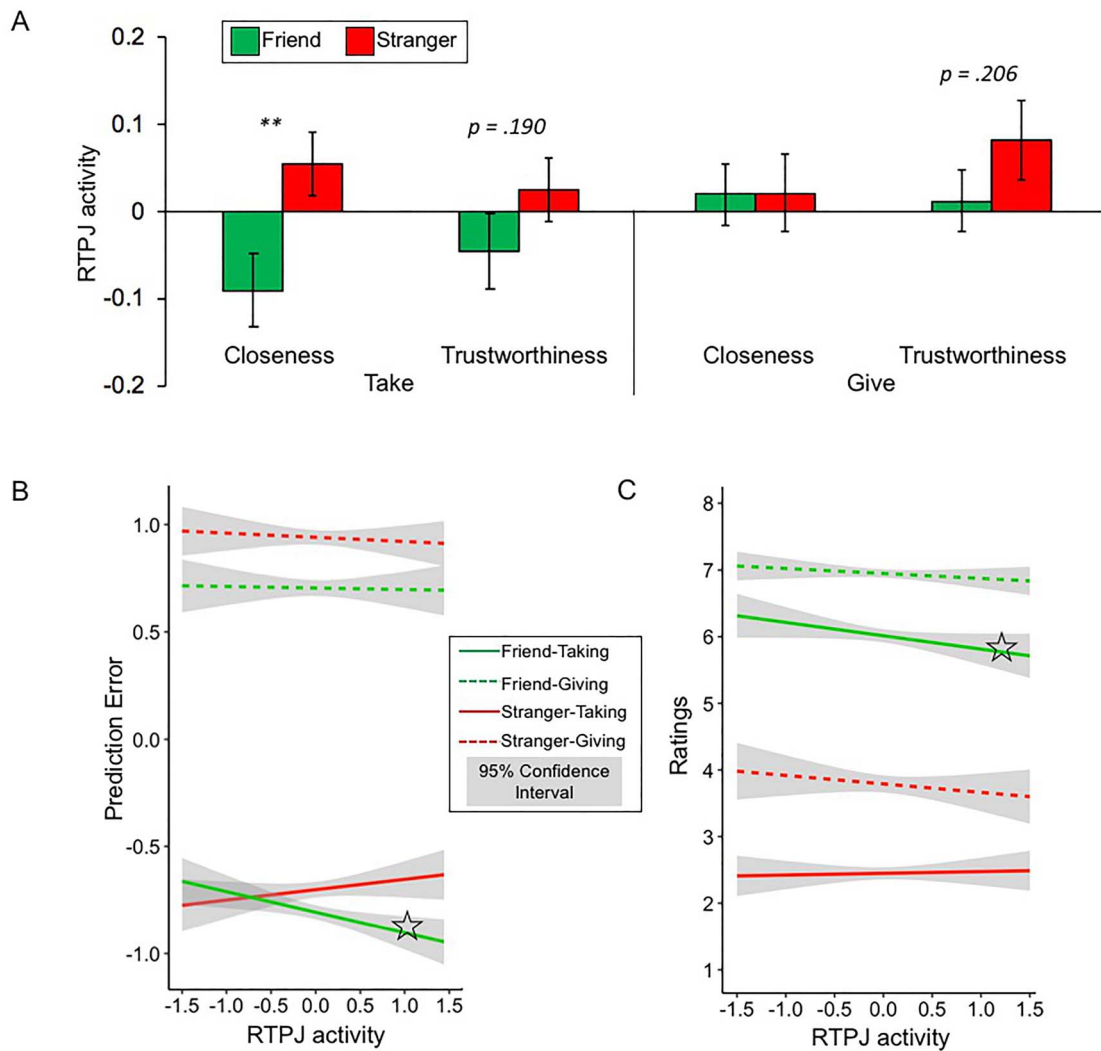 A
0.2
0.1
0
-0.1
-0.2
RTPJ activity
Friend Stranger
**
p = .190
p = .206
Closeness Trustworthiness Closeness Trustworthiness
Take Give
B
1.0
0.5
0.0
-0.5
-1.0
Prediction Error
-1.5 -1.0 -0.5 0.0 0.5 1.0 1.5
RTPJ activity
Friend-Taking
Friend-Giving
Stranger-Taking
Stranger-Giving
95% Confidence
Interval
C
8
7
6
5
4
3
2
1
Ratings
-1.5 -1.0 -0.5 0.0 0.5 1.0 1.5
RTPJ activity